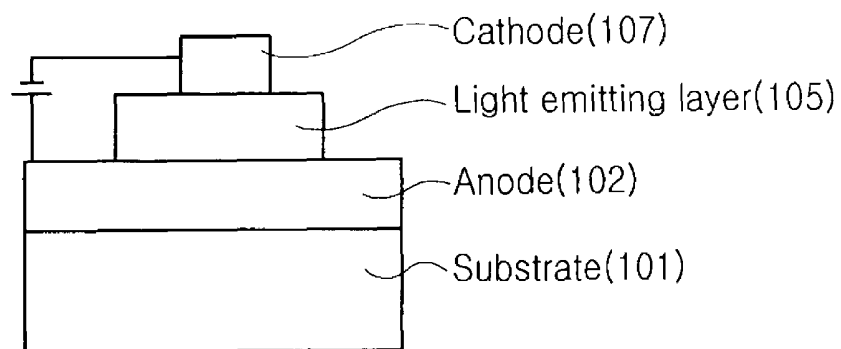 Cathode(107)
Light emitting layer(105)
Anode(102)
Substrate(101)